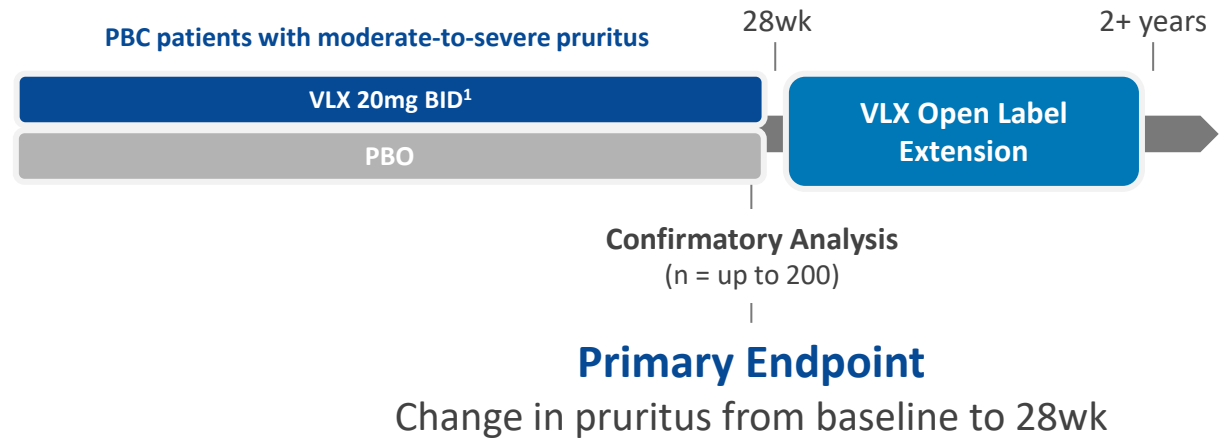 PBC patients with moderate-to-severe pruritus
28wk
2+ years
VLX 20mg BID¹
PBO
VLX Open Label
Extension
Confirmatory Analysis
(n = up to 200)
Primary Endpoint
Change in pruritus from baseline to 28wk